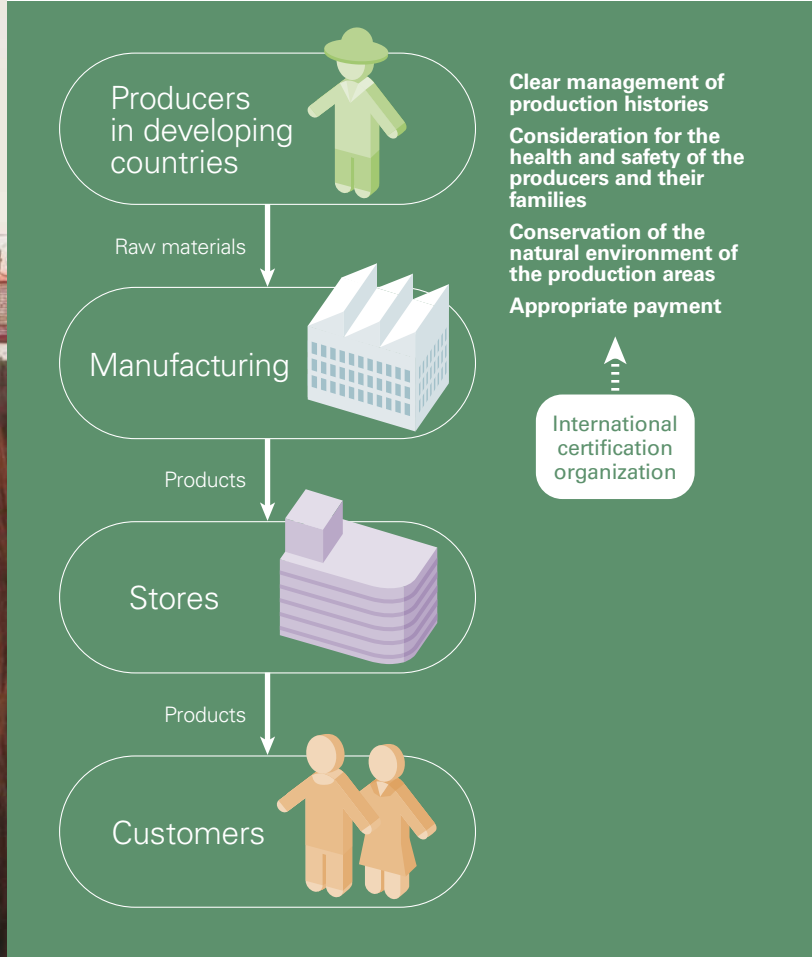 Producers
in developing
countries
Raw materials
Manufacturing
Products
Stores
Products
Customers
Clear management of
production histories
Consideration for the
health and safety of the
producers and their
families
Conservation of the
natural environment of
the production areas
Appropriate payment
International
certification
organization